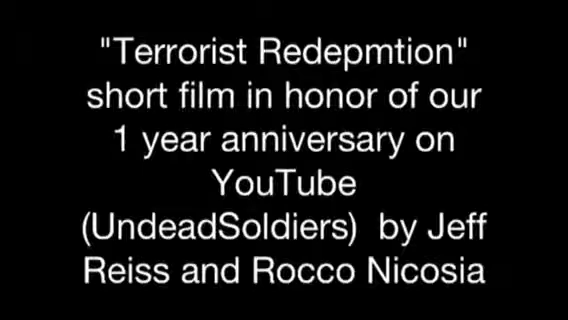 "Terrorist Redepmtion"
short film in honor of our
1 year anniversary on
YouTube
(UndeadSoldiers)  by Jeff
Reiss and Rocco Nicosia